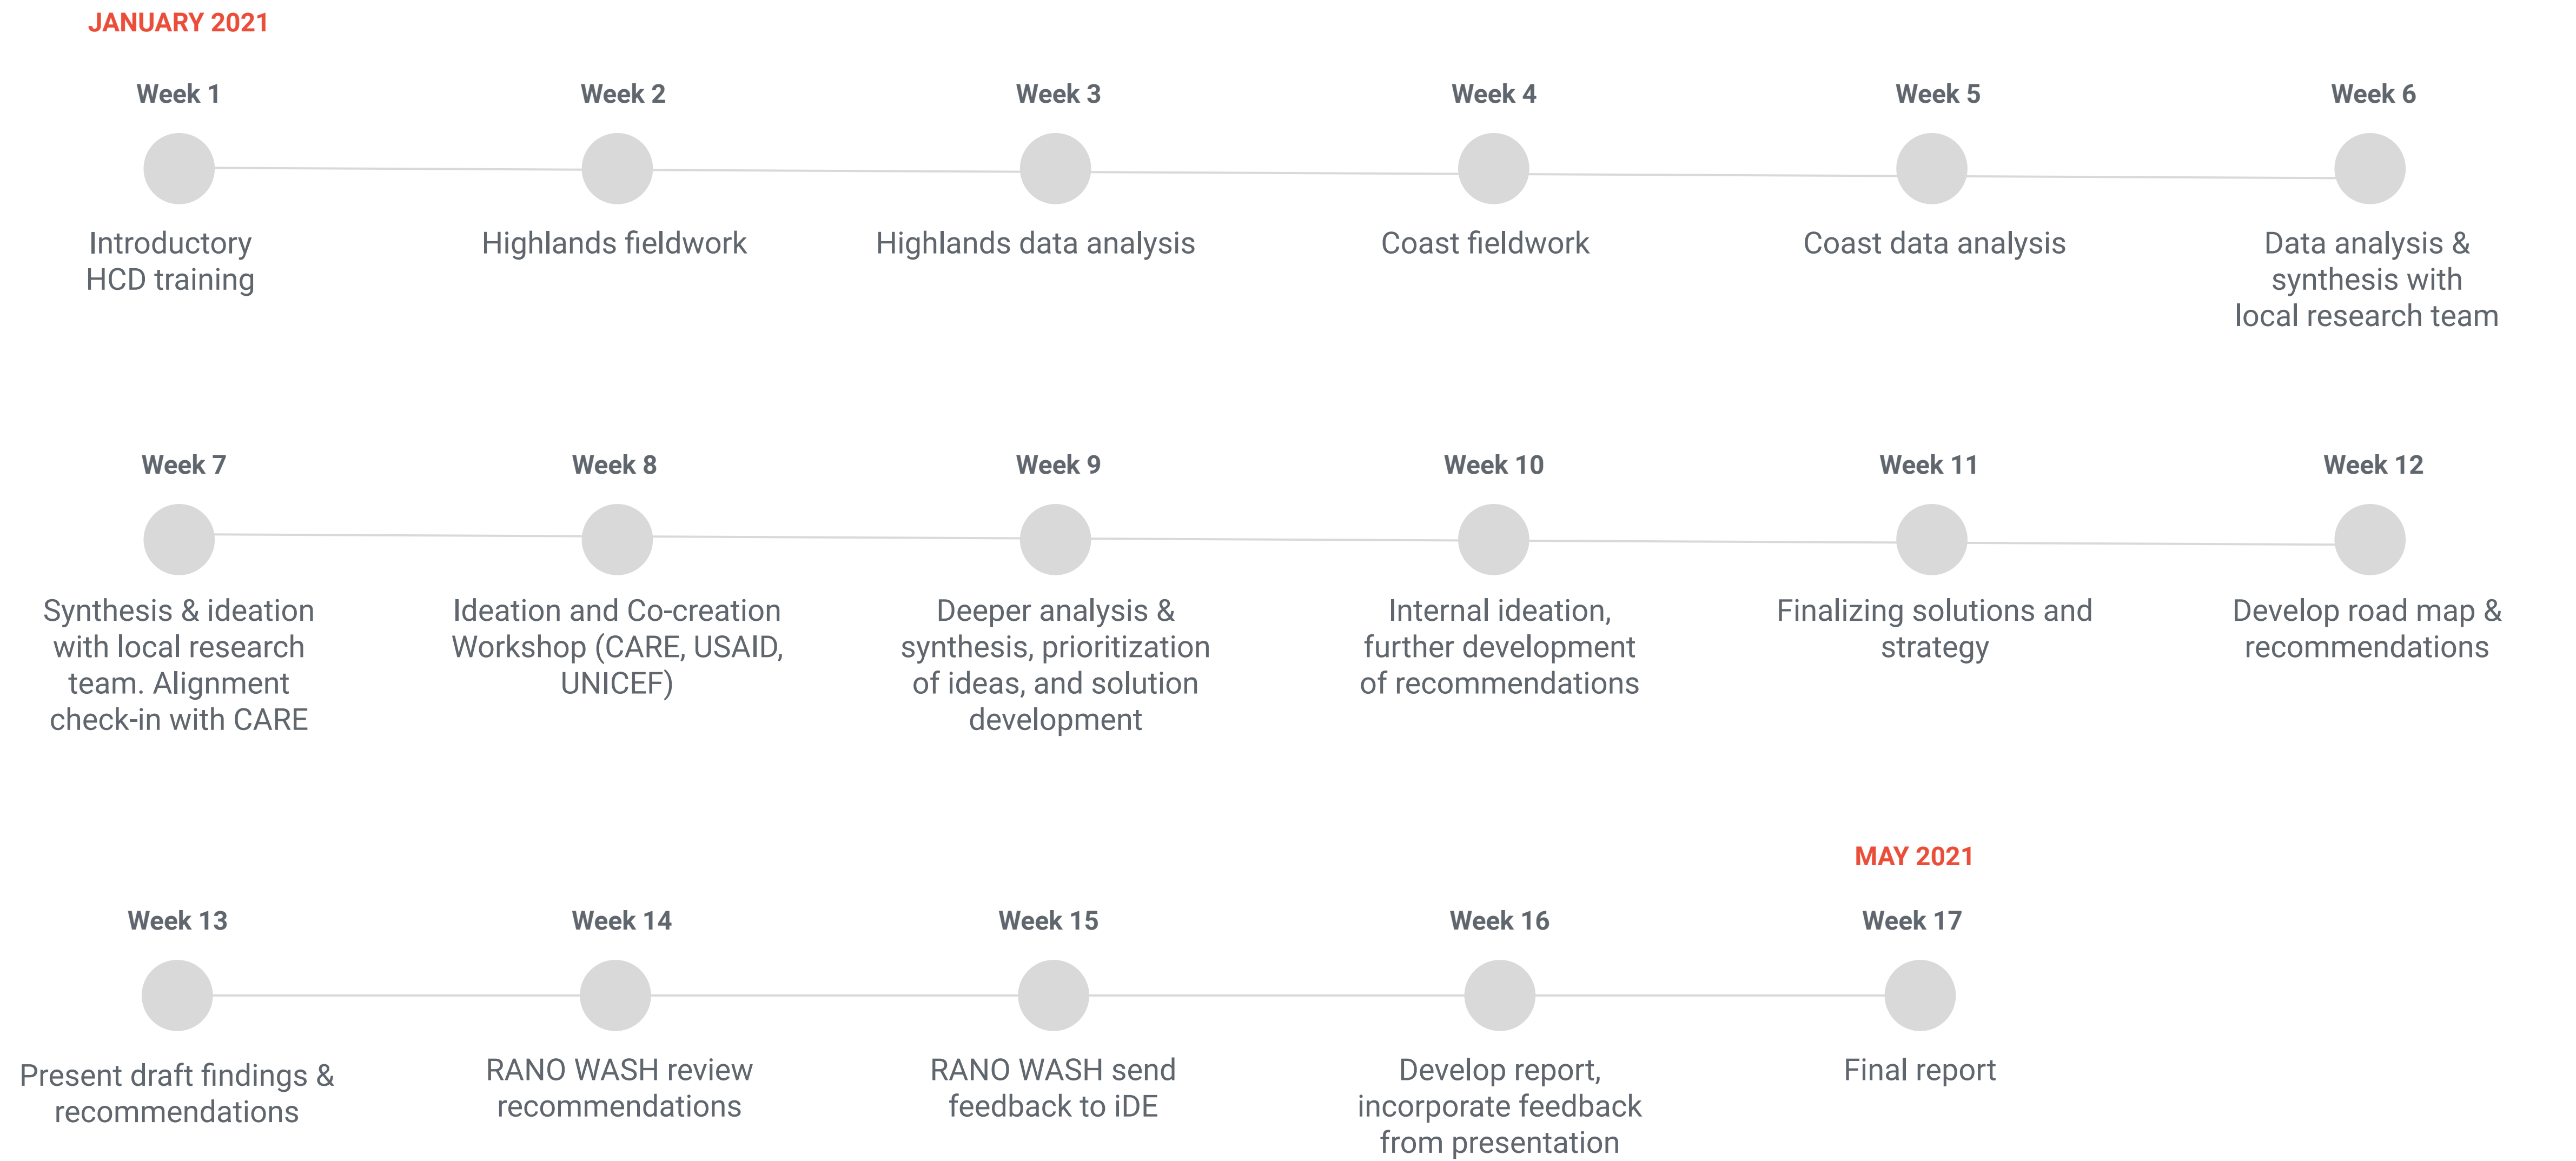 JANUARY 2021
Week 1
Week 2
Week 3
Week 4
Week 5
Week 6
Introductory
HCD training
Highlands fieldwork
Highlands data analysis
Coast fieldwork
Coast data analysis
Data analysis &
synthesis with
local research team
Week 7
Week 8
Week 9
Week 10
Week 11
Week 12
Synthesis & ideation
with local research
team. Alignment
check-in with CARE
Ideation and Co-creation
Workshop (CARE, USAID,
UNICEF)
Deeper analysis &
synthesis, prioritization
of ideas, and solution
development
Internal ideation,
further development
of recommendations
Finalizing solutions and
strategy
Develop road map &
recommendations
MAY 2021
Week 13
Week 14
Week 15
Week 16
Week 17
Present draft findings &
recommendations
RANO WASH review
recommendations
RANO WASH send
feedback to iDE
Develop report,
incorporate feedback
from presentation
Final report